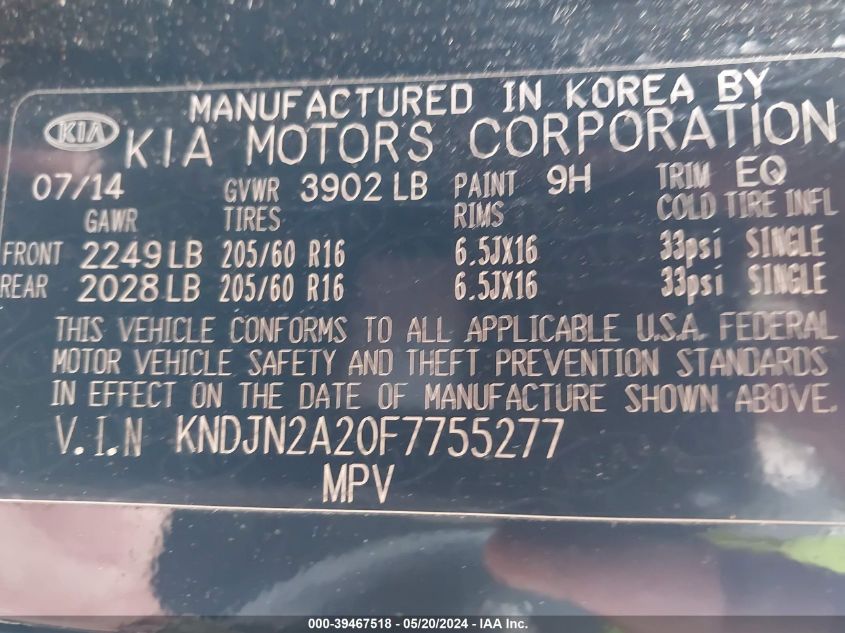 MANUFACTURED IN KOREA BY
KIA KIA MOTORS CORPORATION
07/14 GVWR 3902 LB PAINT 9H TRIM EQ
GAWR TIRES RIMS COLD TIRE INFL
FRONT 2249 LB 205/60 R16 6.5JX16 33psi SINGLE
REAR 2028 LB 205/60 R16 6.5JX16 33psi SINGLE
THIS VEHICLE CONFORMS TO ALL APPLICABLE U.S.A. FEDERAL
MOTOR VEHICLE SAFETY AND THEFT PREVENTION STANDARDS
IN EFFECT ON THE DATE OF MANUFACTURE SHOWN ABOVE.
V.I.N KNDJN2A20F7755277
MPV
000-39467518 - 05/20/2024 - IAA Inc.